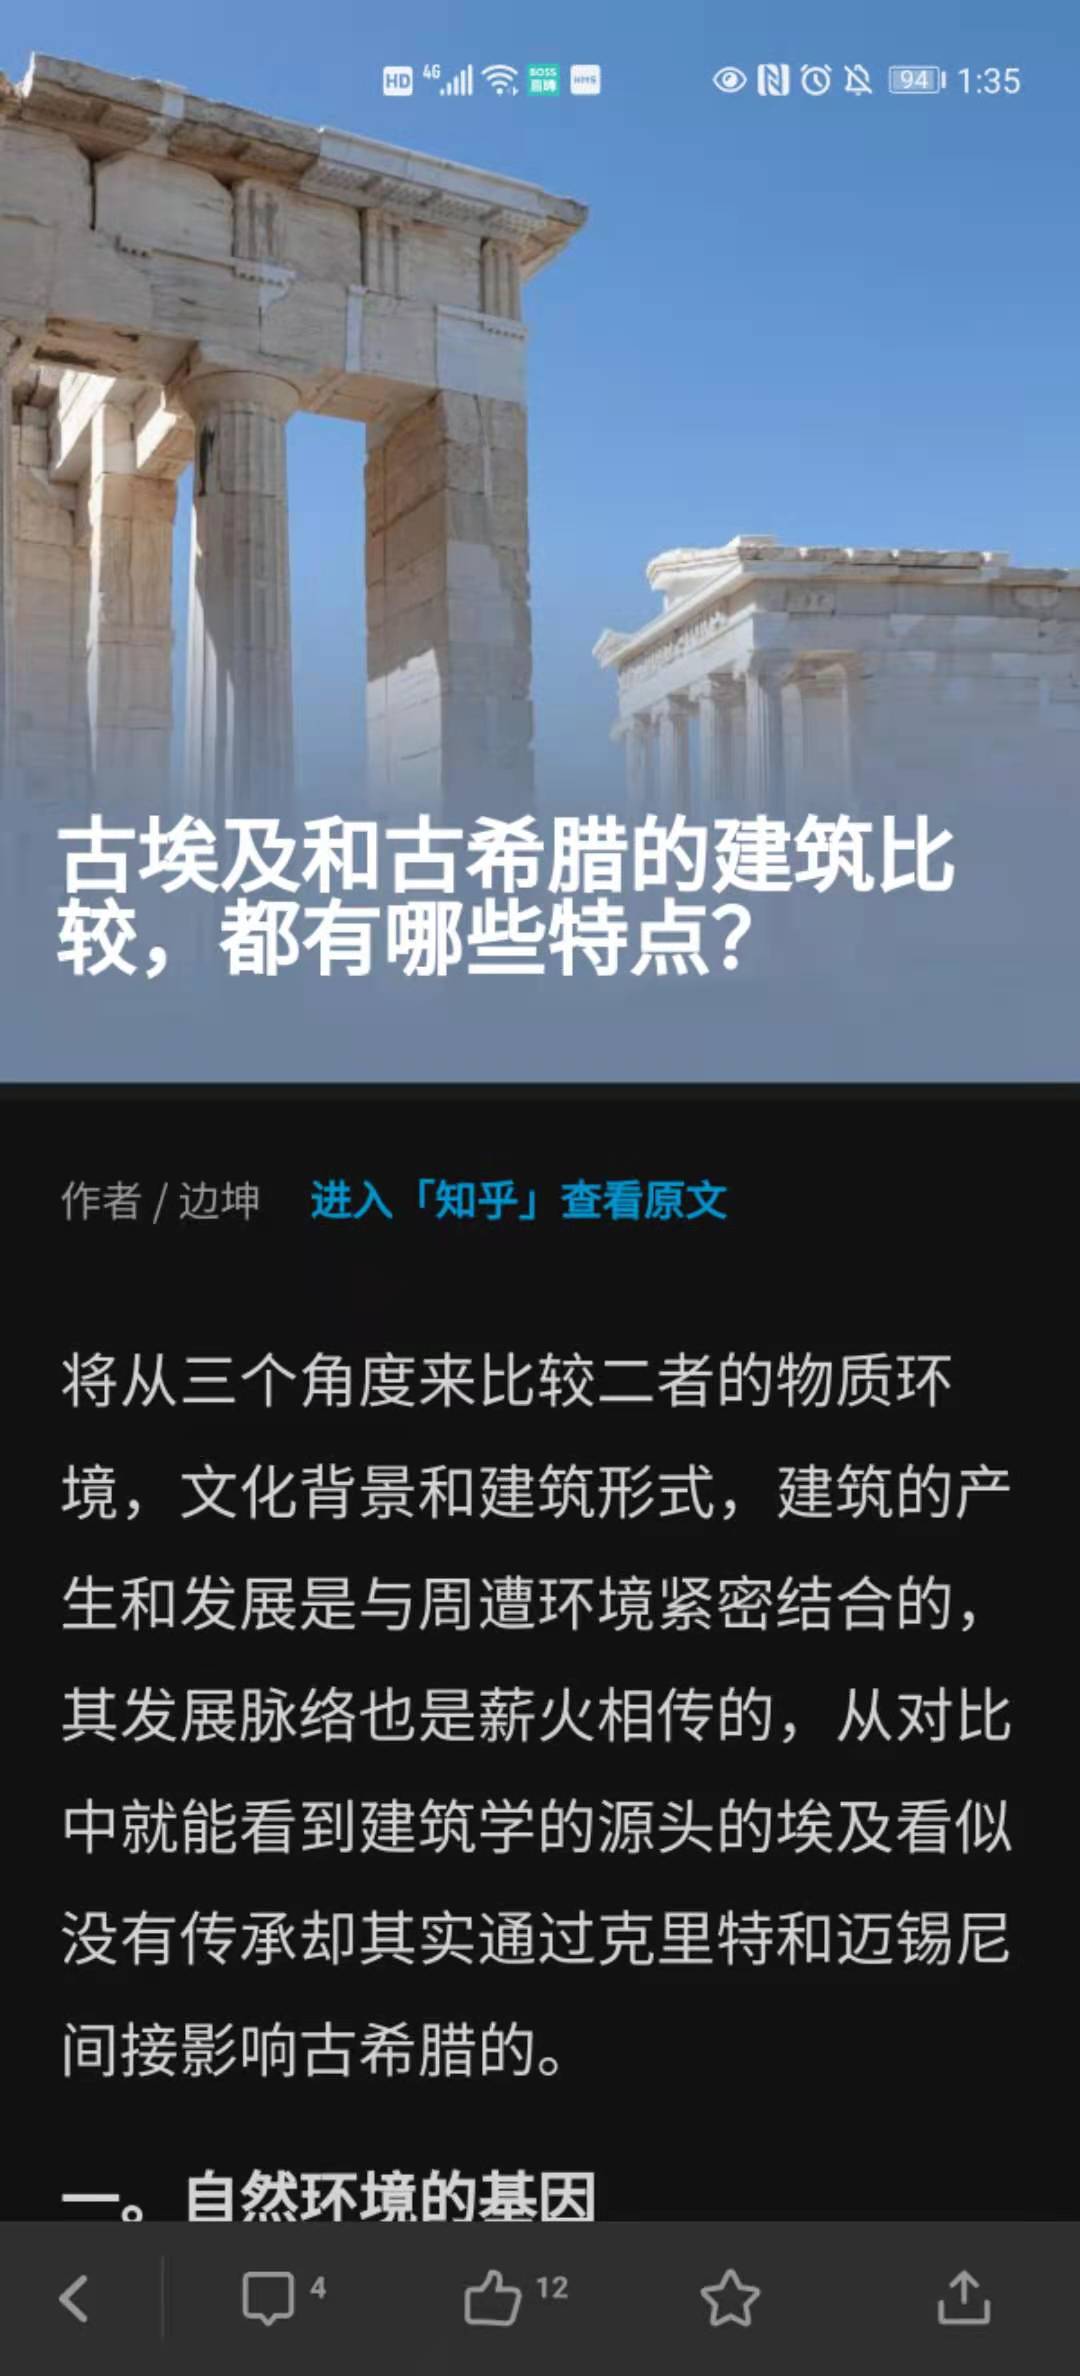 HD 4G BOSS直聘 HMS 94 1:35
古埃及和古希腊的建筑比
较，都有哪些特点？
作者 / 边坤 进入「知乎」查看原文
将从三个角度来比较二者的物质环
境，文化背景和建筑形式，建筑的产
生和发展是与周遭环境紧密结合的，
其发展脉络也是薪火相传的，从对比
中就能看到建筑学的源头的埃及看似
没有传承却其实通过克里特和迈锡尼
间接影响古希腊的。
一。自然环境的基因
4 12